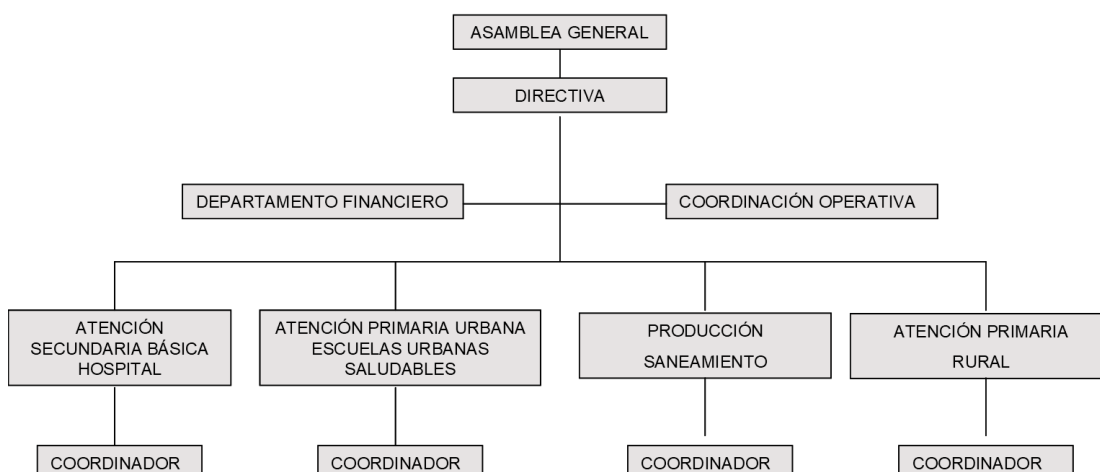 ASAMBLEA GENERAL
DIRECTIVA
DEPARTAMENTO FINANCIERO
COORDINACIÓN OPERATIVA
ATENCIÓN
SECUNDARIA BÁSICA
HOSPITAL
ATENCIÓN PRIMARIA URBANA
ESCUELAS URBANAS
SALUDABLES
PRODUCCIÓN
SANEAMIENTO
ATENCIÓN PRIMARIA
RURAL
COORDINADOR
COORDINADOR
COORDINADOR
COORDINADOR